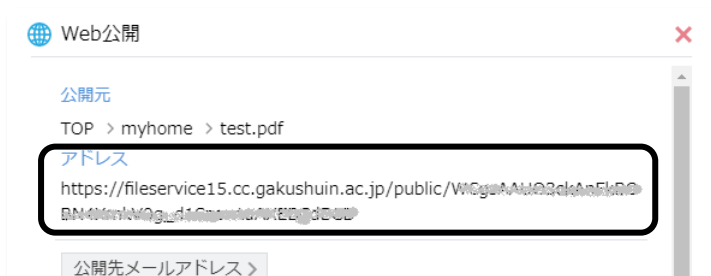 Web公開
公開元
TOP > myhome > test.pdf
アドレス
https://fileservice15.cc.gakushuin.ac.jp/public/
公開先メールアドレス >